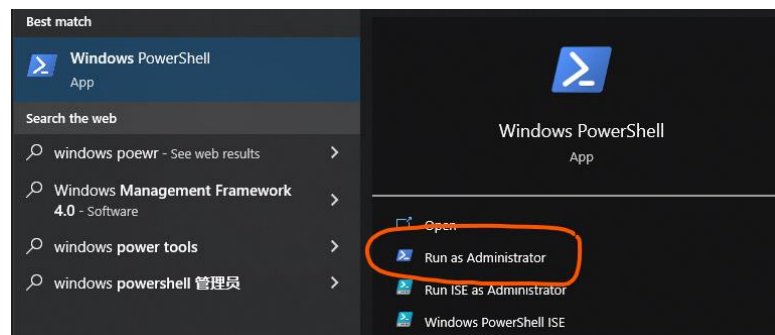 Best match
Windows PowerShell
App
Search the web
windows poewr - See web results
Windows Management Framework
4.0 - Software
windows power tools
windows powershell 管理员
Windows PowerShell
App
Open
Run as Administrator
Run ISE as Administrator
Windows PowerShell ISE